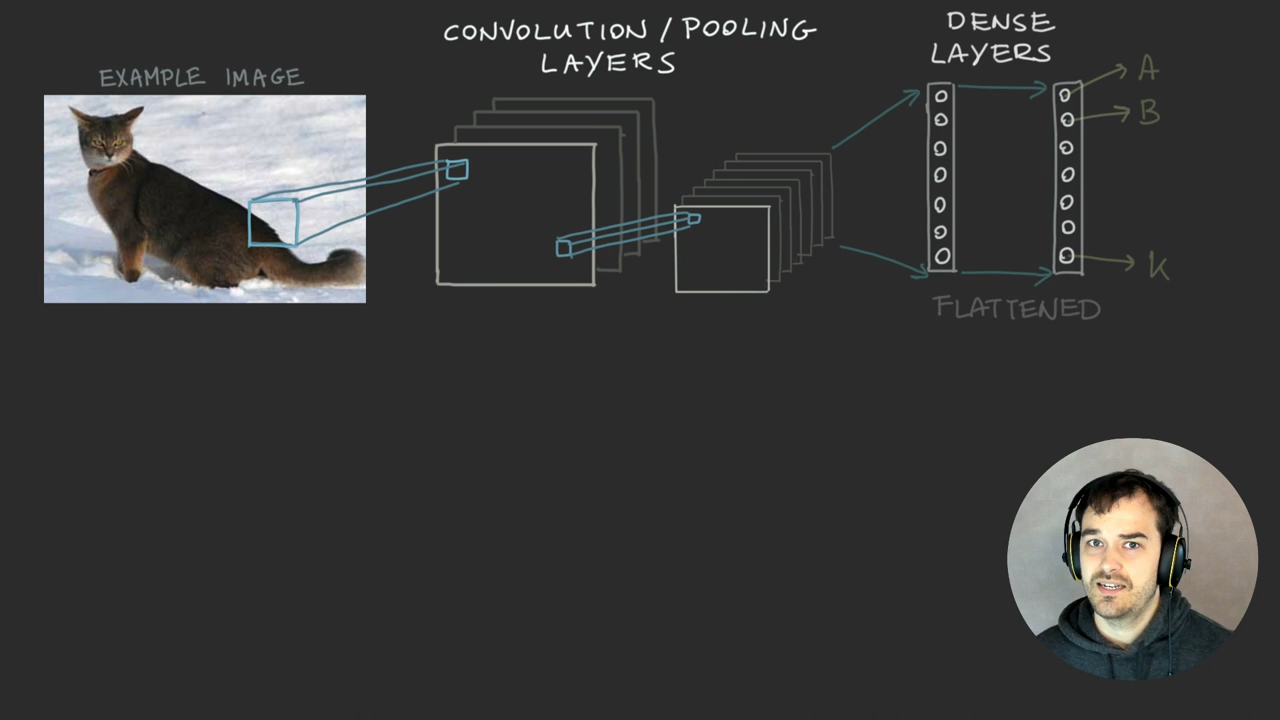 EXAMPLE IMAGE
CONVOLUTION / POOLING
LAYERS
DENSE
LAYERS
A
B
K
FLATTENED